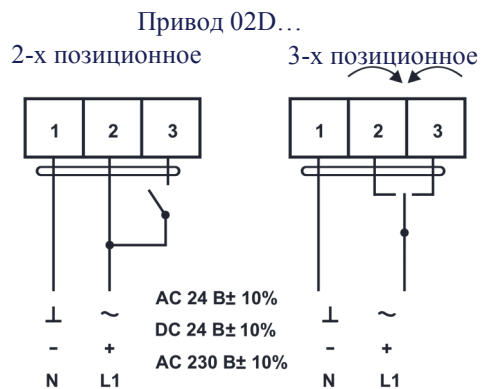 Привод 02D…
2-х позиционное 3-х позиционное
1 2 3 1 2 3
AC 24 В± 10%
⊥ ~ ⊥ ~
DC 24 В± 10%
- + - +
AC 230 В± 10%
N L1 N L1